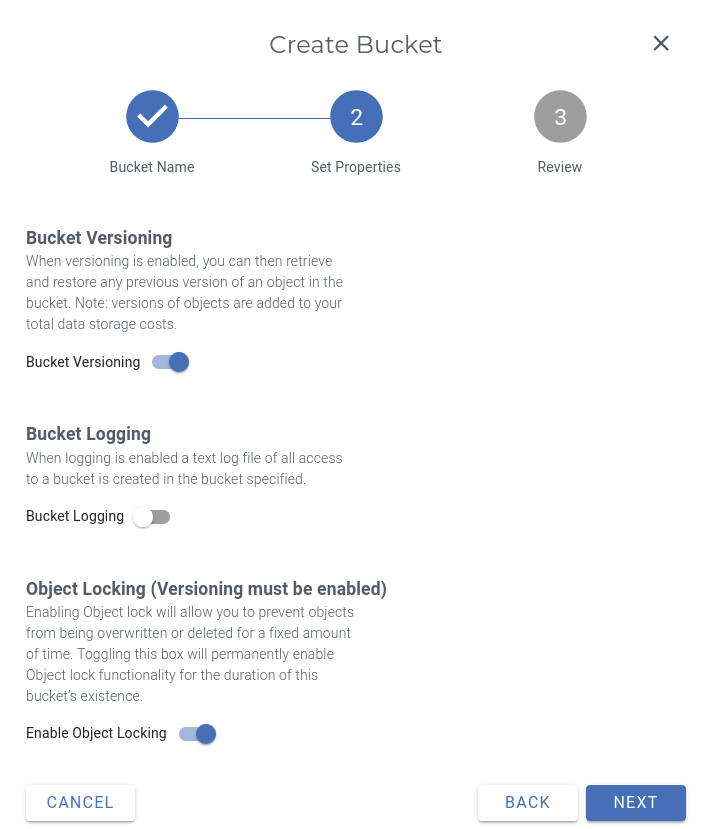 Create Bucket
2
3
Bucket Name
Set Properties
Review
Bucket Versioning
When versioning is enabled, you can then retrieve
and restore any previous version of an object in the
bucket. Note: versions of objects are added to your
total data storage costs.
Bucket Versioning
Bucket Logging
When logging is enabled a text log file of all access
to a bucket is created in the bucket specified.
Bucket Logging
Object Locking (Versioning must be enabled)
Enabling Object lock will allow you to prevent objects
from being overwritten or deleted for a fixed amount
of time. Toggling this box will permanently enable
Object lock functionality for the duration of this
bucket's existence.
Enable Object Locking
CANCEL
BACK
NEXT